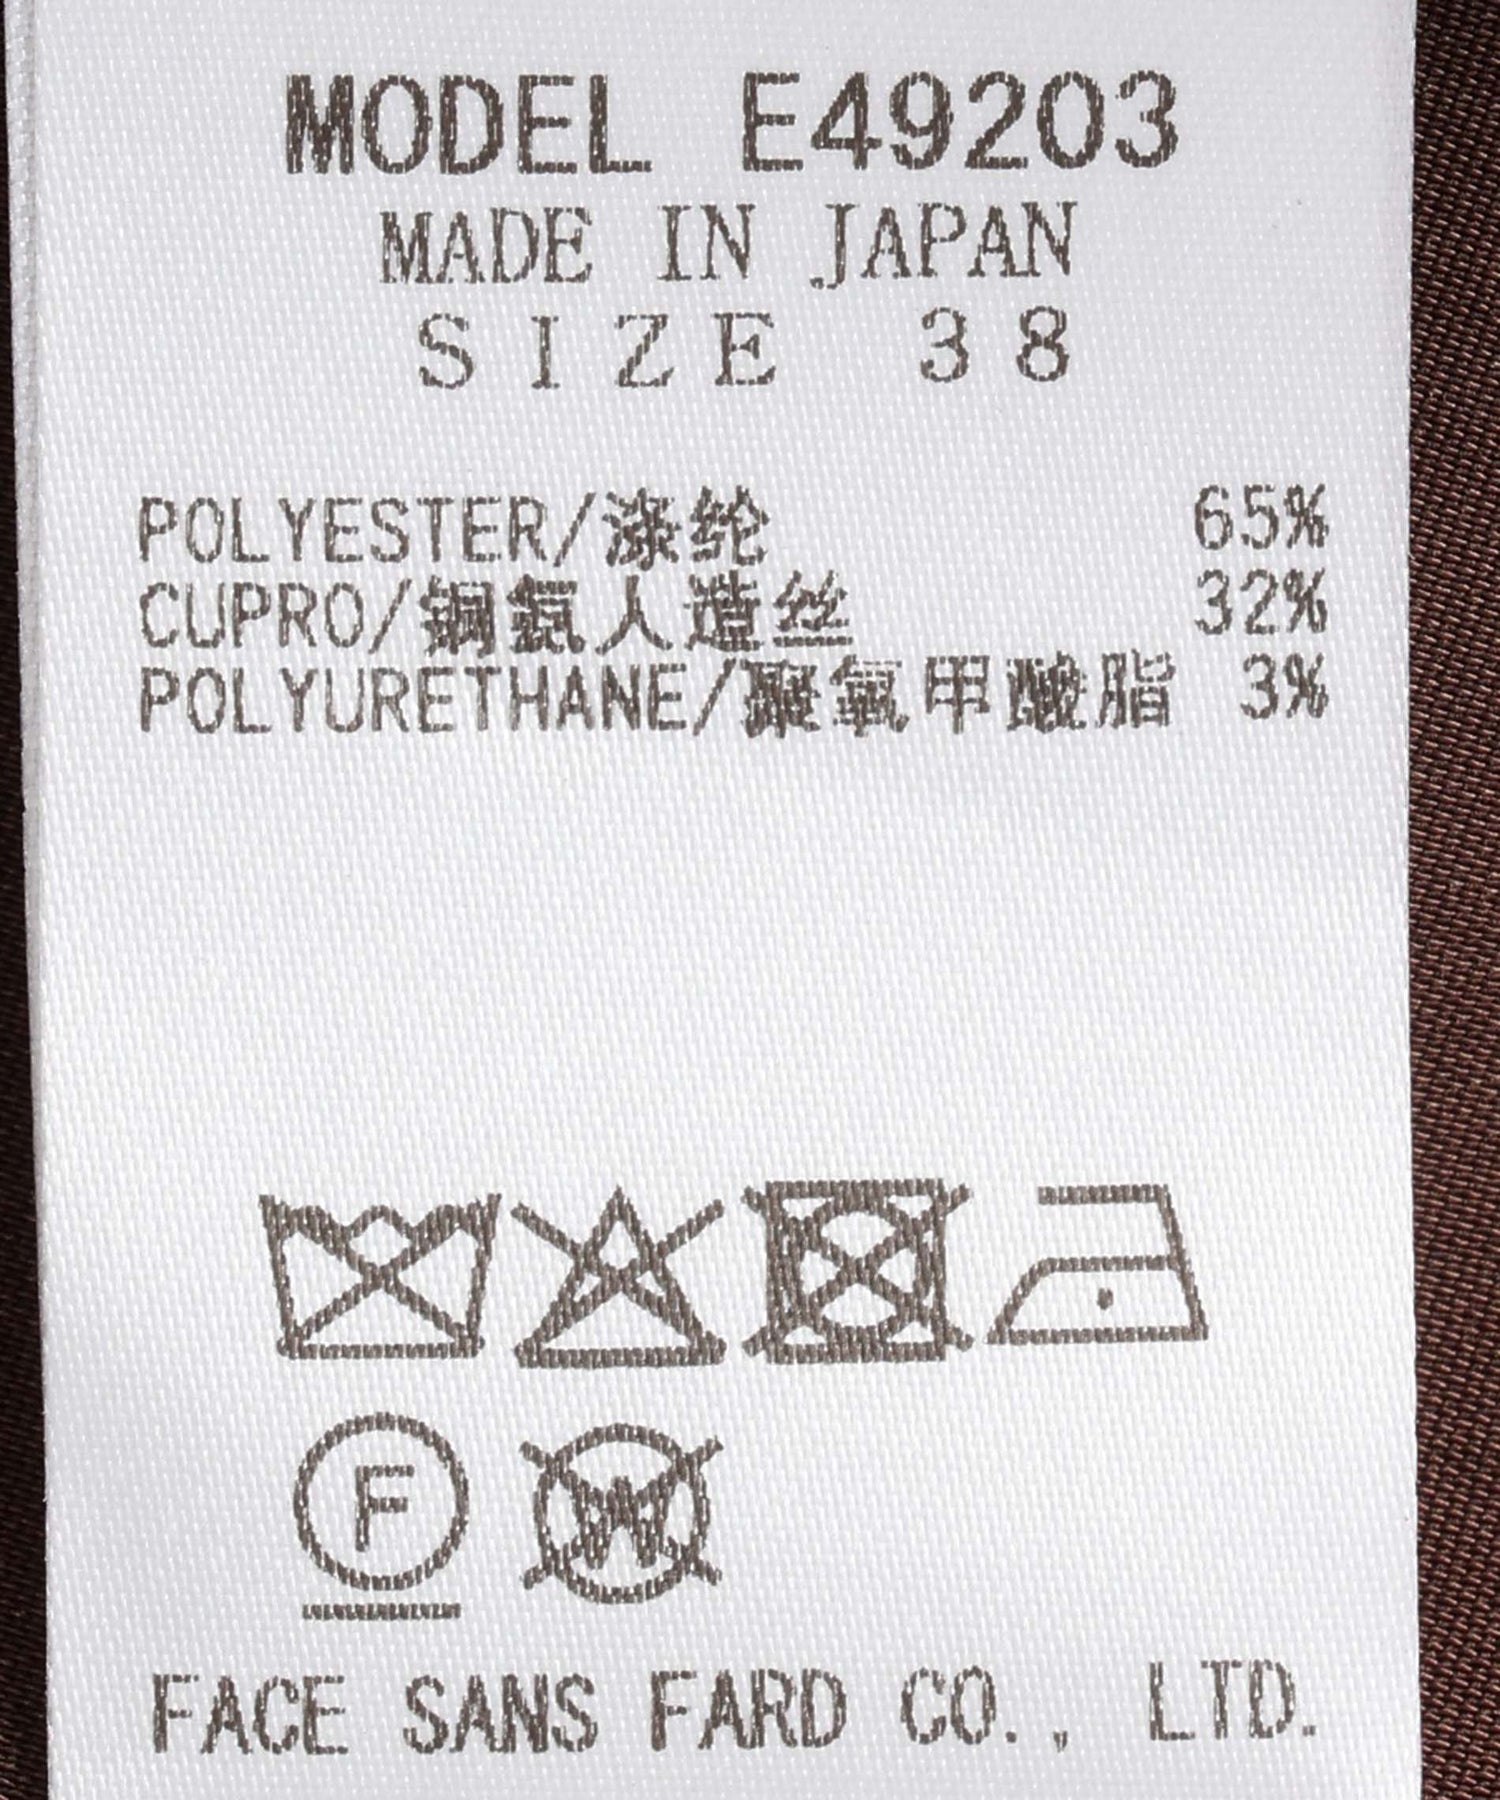 MODEL E49203
MADE IN JAPAN
SIZE 38
POLYESTER/涤纶 65%
CUPRO/铜氨人造丝 32%
POLYURETHANE/聚氧甲酸脂 3%
F W
FACE SANS FARD CO., LTD.